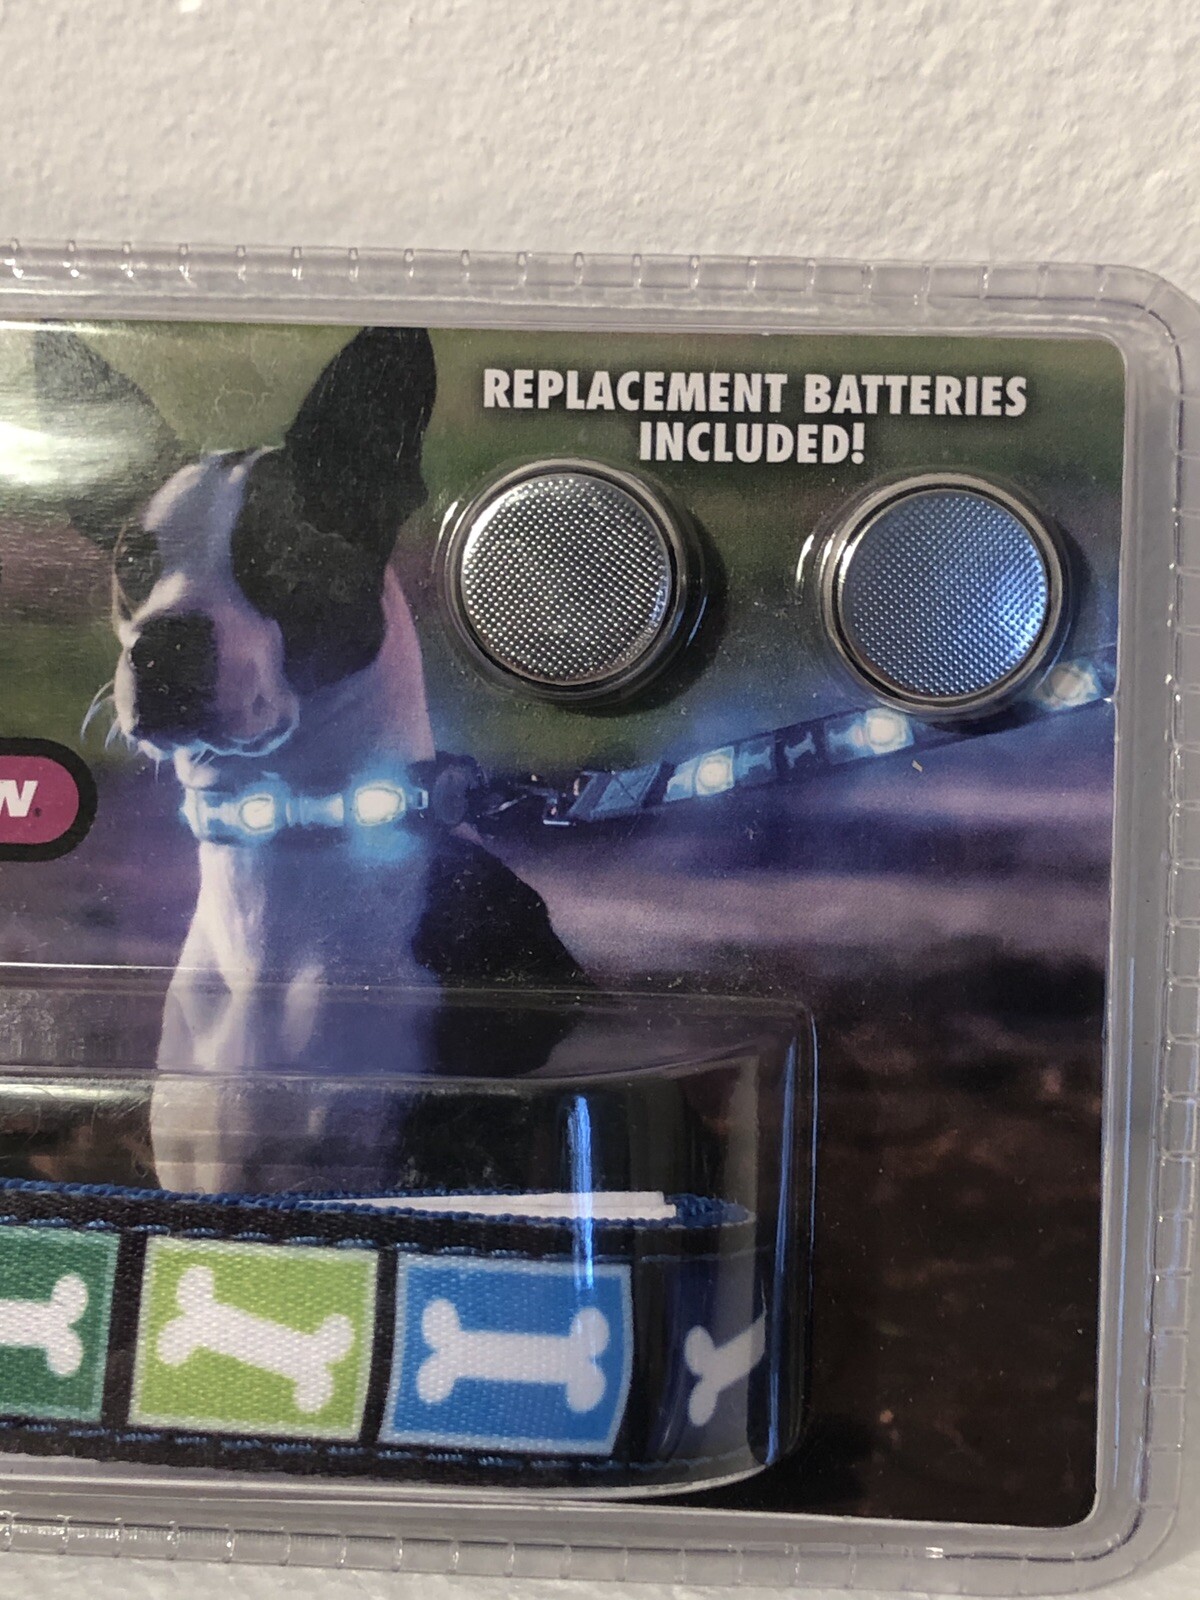 REPLACEMENT BATTERIES
INCLUDED!